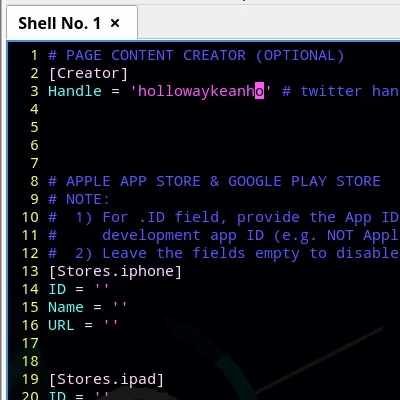 Shell No. 1 ×
1 # PAGE CONTENT CREATOR (OPTIONAL)
2 [Creator]
3 Handle = 'hollowaykeanho' # twitter han
4
5
6
7
8 # APPLE APP STORE & GOOGLE PLAY STORE
9 # NOTE:
10 #  1) For .ID field, provide the App ID
11 #     development app ID (e.g. NOT Appl
12 #  2) Leave the fields empty to disable
13 [Stores.iphone]
14 ID = ''
15 Name = ''
16 URL = ''
17
18
19 [Stores.ipad]
20 ID = ''